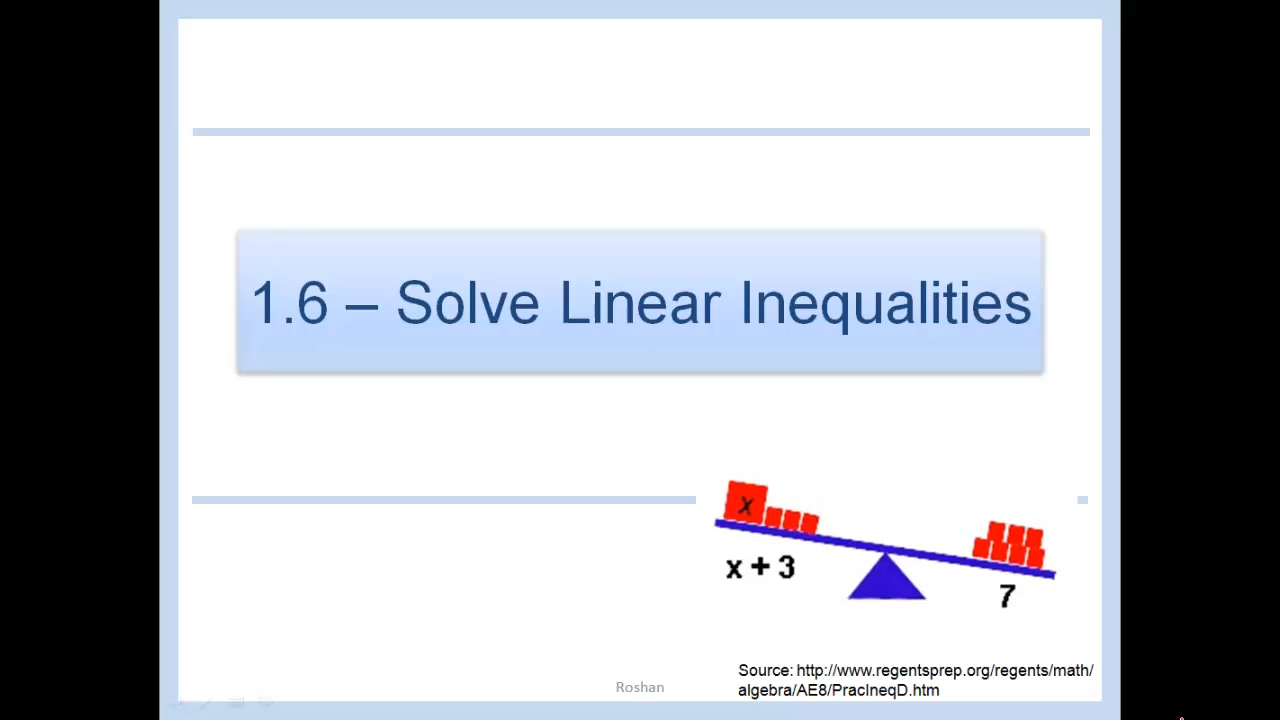 1.6 – Solve Linear Inequalities
x
x + 3
7
Source: http://www.regentsprep.org/regents/math/
algebra/AE8/PracIneqD.htm
Roshan